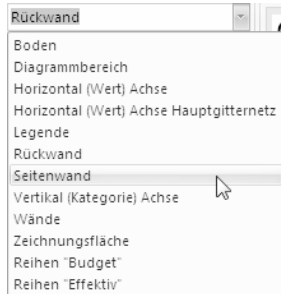 Rückwand
Boden
Diagrammbereich
Horizontal (Wert) Achse
Horizontal (Wert) Achse Hauptgitternetz
Legende
Rückwand
Seitenwand
Vertikal (Kategorie) Achse
Wände
Zeichnungsfläche
Reihen "Budget"
Reihen "Effektiv"